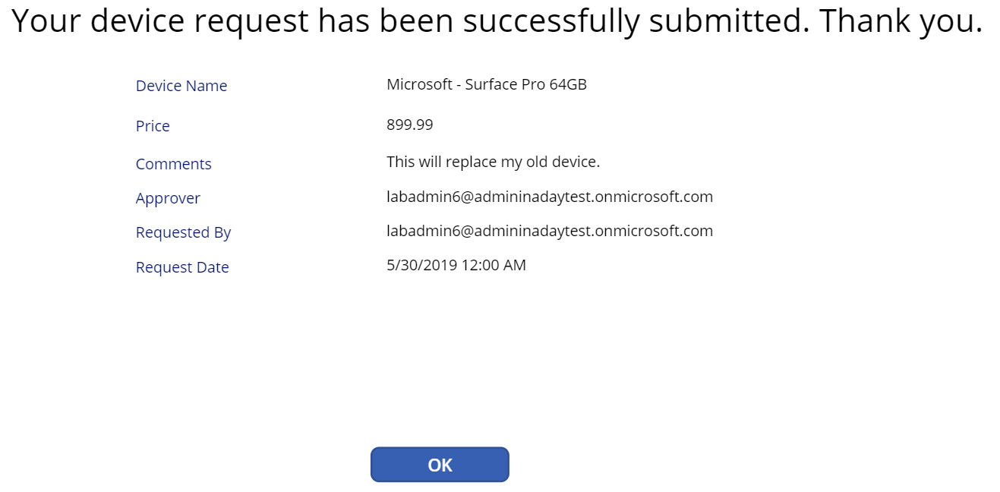 Your device request has been successfully submitted. Thank you.
Device Name Microsoft - Surface Pro 64GB
Price 899.99
Comments This will replace my old device.
Approver labadmin6@admininadaytest.onmicrosoft.com
Requested By labadmin6@admininadaytest.onmicrosoft.com
Request Date 5/30/2019 12:00 AM
OK